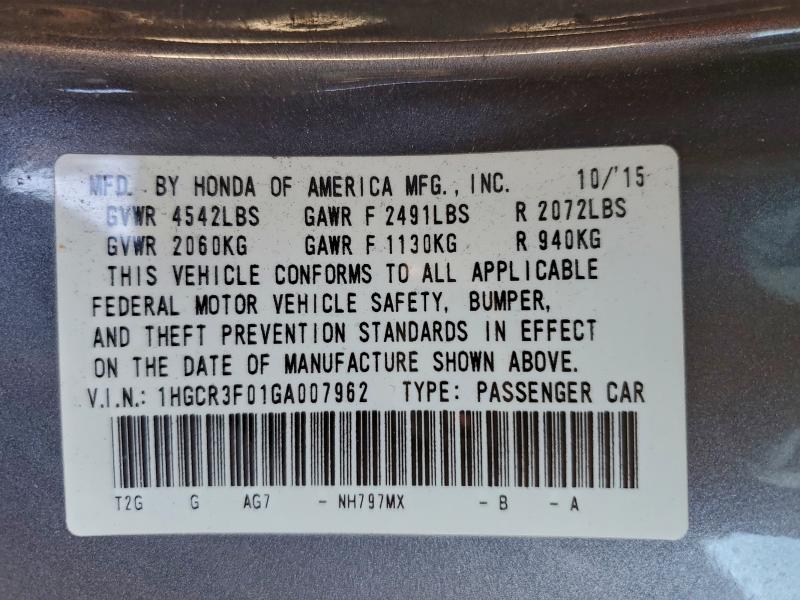 MFD. BY HONDA OF AMERICA MFG., INC. 10/'15
GVWR 4542LBS GAWR F 2491LBS R 2072LBS
GVWR 2060KG GAWR F 1130KG R 940KG
THIS VEHICLE CONFORMS TO ALL APPLICABLE
FEDERAL MOTOR VEHICLE SAFETY, BUMPER,
AND THEFT PREVENTION STANDARDS IN EFFECT
ON THE DATE OF MANUFACTURE SHOWN ABOVE.
V.I.N.: 1HGCR3F01GA007962 TYPE: PASSENGER CAR
T2G G AG7 - NH797MX - B - A